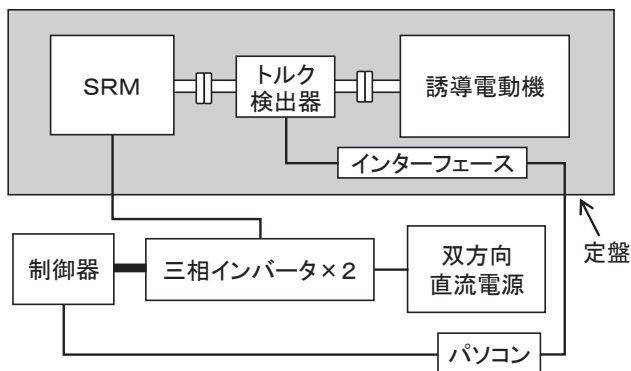 SRM
トルク
検出器
誘導電動機
インターフェース
定盤
制御器
三相インバータ×２
双方向
直流電源
パソコン